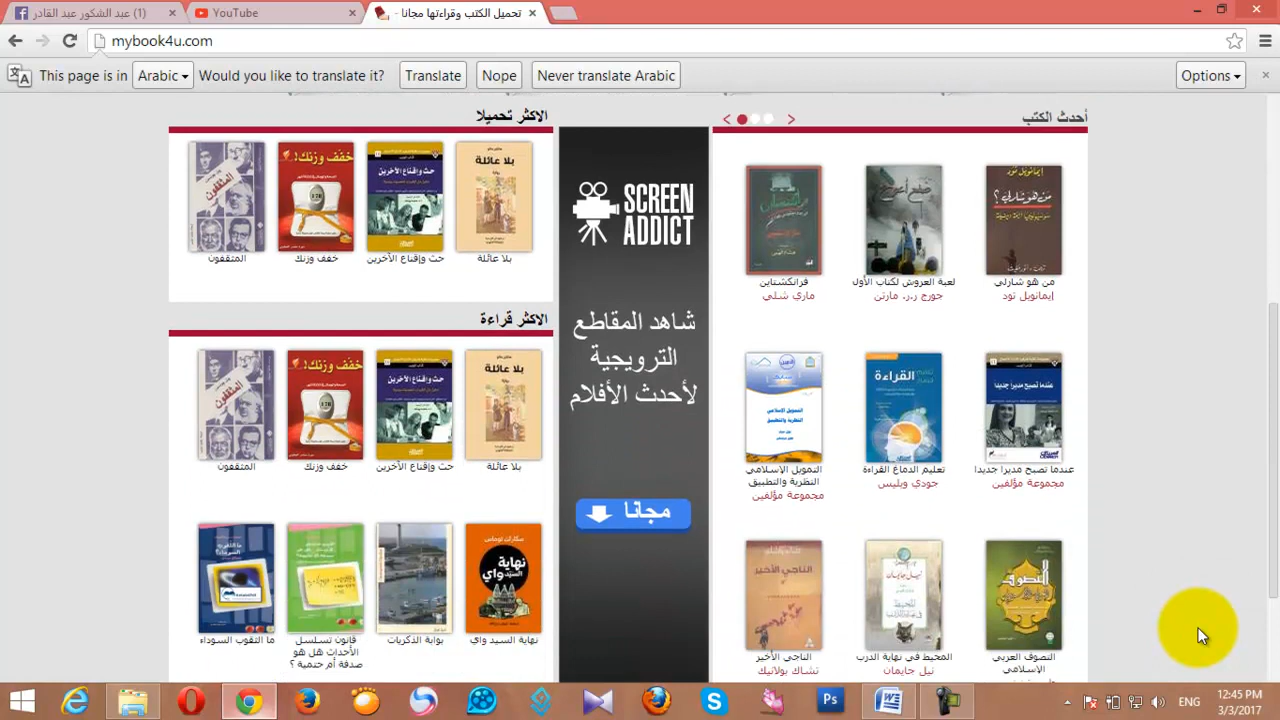 (1) عبد الشكور عبد القادر
YouTube
تحميل الكتب وقراءتها مجانا -
mybook4u.com
This page is in Arabic Would you like to translate it? Translate Nope Never translate Arabic Options
أحدث الكتب
من هو شارلي
إيمانويل تود
لعبة العروش لكتاب الأول
جورج ر.ر. مارتن
فرانكشتاين
ماري شلي
عندما تصبح مديرا جديدا
مجموعة مؤلفين
تعليم الدماغ القراءة
جودي ويليس
التمويل الإسلامي
النظرية والتطبيق
مجموعة مؤلفين
التصوف العربي
الإسلامي
المحيط في نهاية الدرب
نيل جايمان
الناجي الأخير
تشاك بولانيك
SCREEN
ADDICT
شاهد المقاطع
الترويجية
لأحدث الأفلام
مجانا
الاكثر تحميلا
بلا عائلة
حث وإقناع الآخرين
خفف وزنك
المثقفون
الاكثر قراءة
بلا عائلة
حث وإقناع الآخرين
خفف وزنك
المثقفون
نهاية السيد واي
بوابة الذكريات
قانون تسلسل
الأحداث هل هو
صدفة أم حتمية ؟
ما الثقوب السوداء
ENG
12:45 PM
3/3/2017